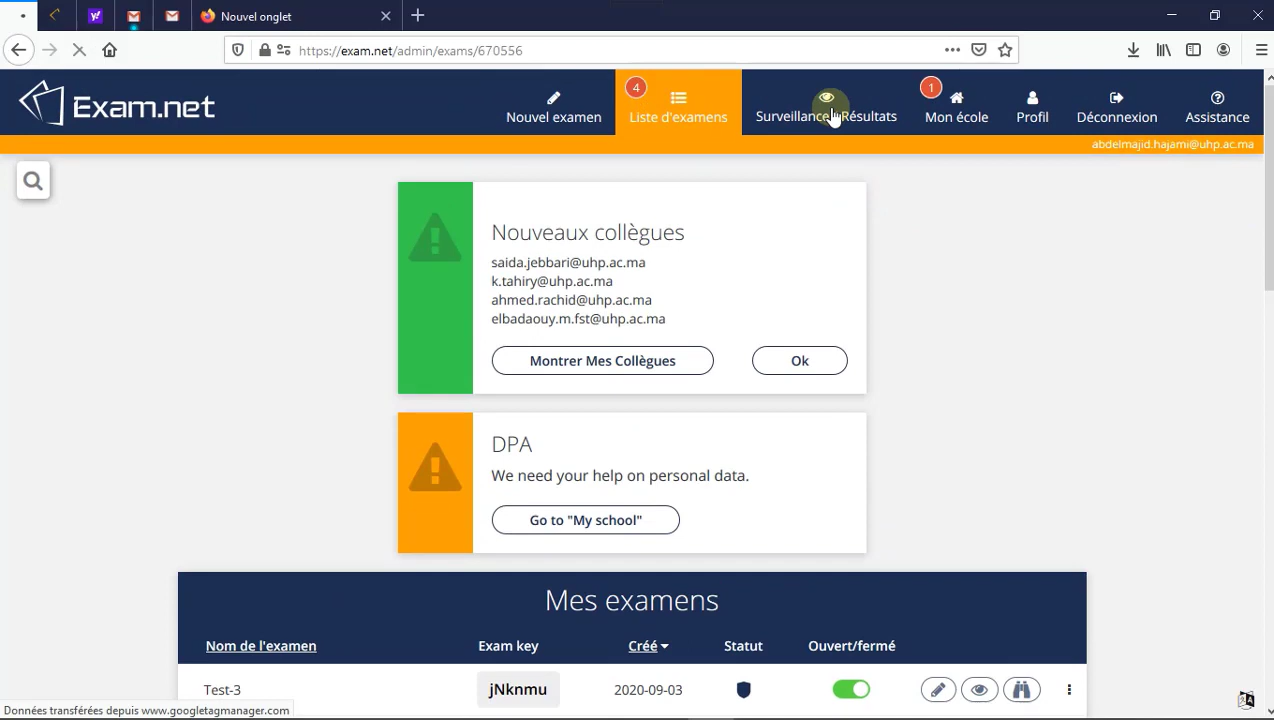 Nouvel onglet
https://exam.net/admin/exams/670556
Exam.net
Nouvel examen
4
Liste d'examens
Surveillance Résultats
1
Mon école
Profil
Déconnexion
Assistance
abdelmajid.hajami@uhp.ac.ma
Nouveaux collègues
saida.jebbari@uhp.ac.ma
k.tahiry@uhp.ac.ma
ahmed.rachid@uhp.ac.ma
elbadaouy.m.fst@uhp.ac.ma
Montrer Mes Collègues
Ok
DPA
We need your help on personal data.
Go to "My school"
Mes examens
Nom de l'examen Exam key Créé Statut Ouvert/fermé
Test-3 jNknmu 2020-09-03
Données transférées depuis www.googletagmanager.com